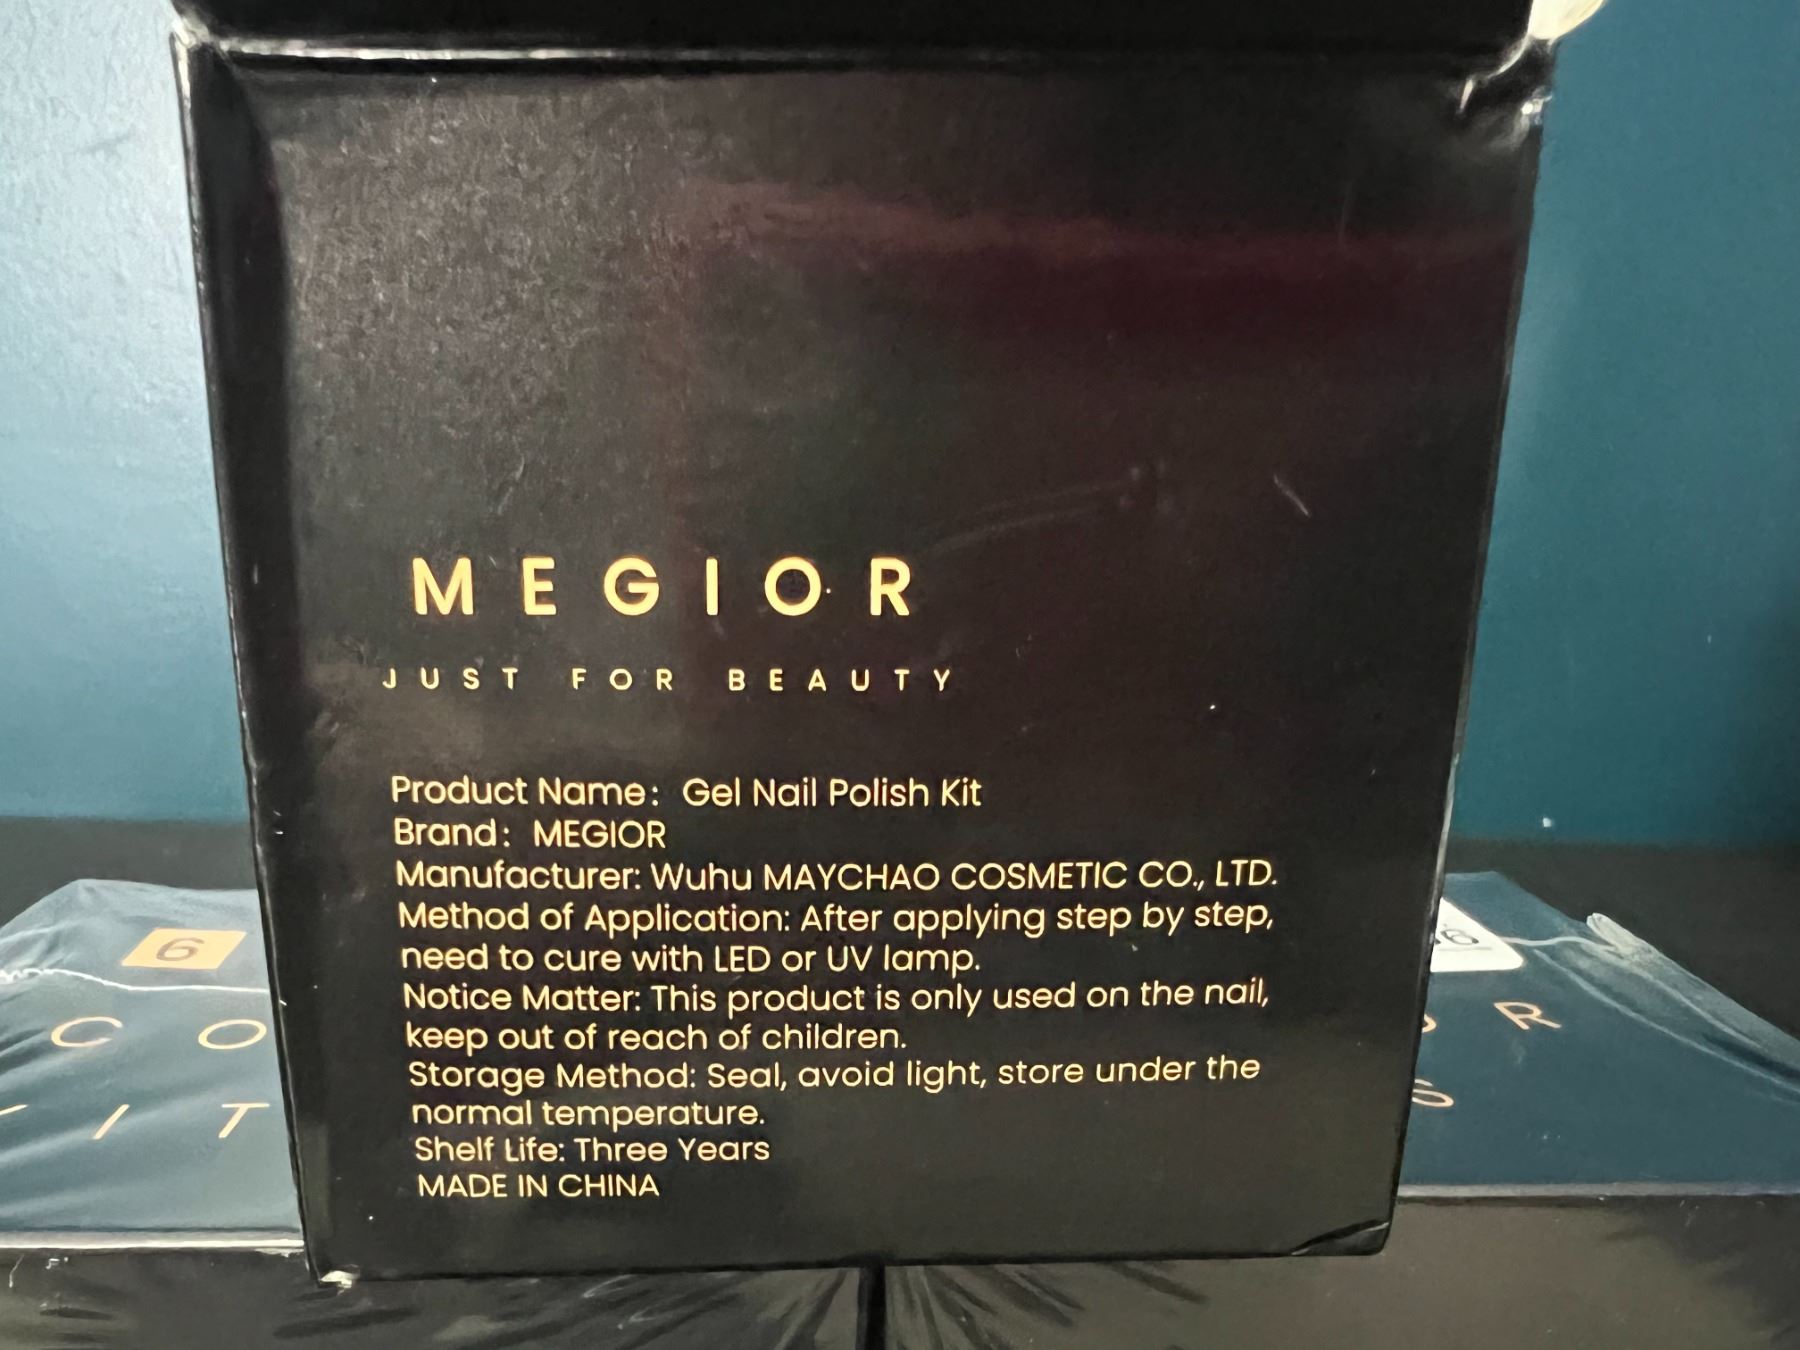 MEGIOR
JUST FOR BEAUTY
Product Name: Gel Nail Polish Kit
Brand: MEGIOR
Manufacturer: Wuhu MAYCHAO COSMETIC CO., LTD.
Method of Application: After applying step by step,
need to cure with LED or UV lamp.
Notice Matter: This product is only used on the nail,
keep out of reach of children.
Storage Method: Seal, avoid light, store under the
normal temperature.
Shelf Life: Three Years
MADE IN CHINA
6
C O
I T
R
S